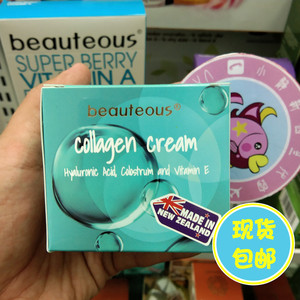 beauteous®
SUPER BERRY
VITAMIN A
beauteous®
collagen cream
Hyaluronic Acid, Colostrum and Vitamin E
MADE IN
NEW ZEALAND
现货
包邮